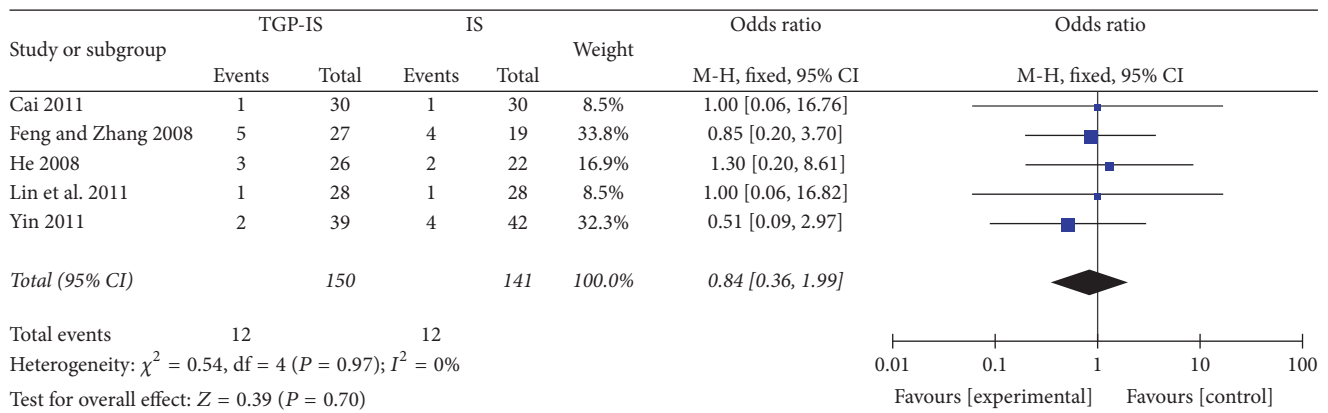 TGP-IS IS Odds ratio Odds ratio
Study or subgroup Weight
Events Total Events Total M-H, fixed, 95% CI M-H, fixed, 95% CI
Cai 2011 1 30 1 30 8.5% 1.00 [0.06, 16.76]
Feng and Zhang 2008 5 27 4 19 33.8% 0.85 [0.20, 3.70]
He 2008 3 26 2 22 16.9% 1.30 [0.20, 8.61]
Lin et al. 2011 1 28 1 28 8.5% 1.00 [0.06, 16.82]
Yin 2011 2 39 4 42 32.3% 0.51 [0.09, 2.97]
Total (95% CI) 150 141 100.0% 0.84 [0.36, 1.99]
Total events 12 12
Heterogeneity: χ² = 0.54, df = 4 (P = 0.97); I² = 0%
0.01 0.1 1 10 100
Test for overall effect: Z = 0.39 (P = 0.70)
Favours [experimental] Favours [control]